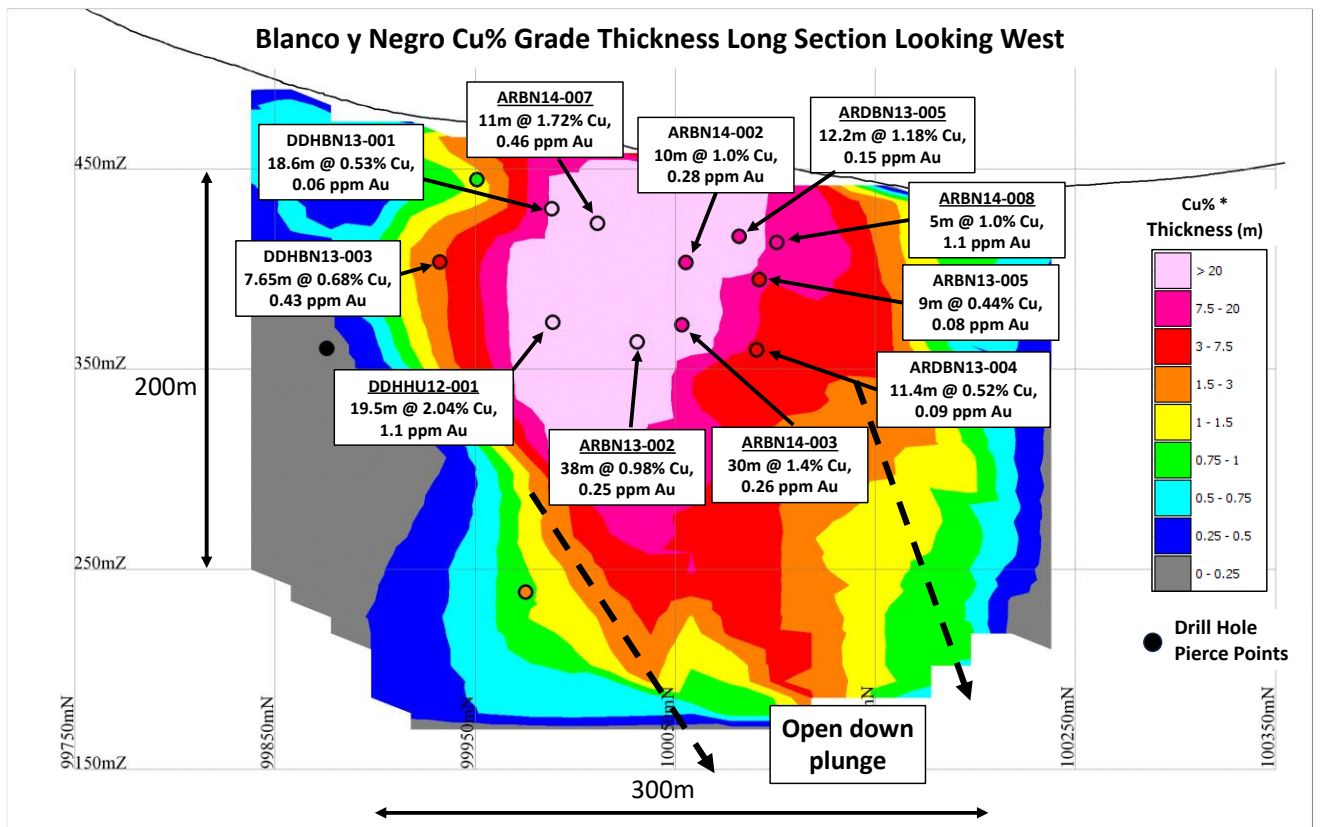 Blanco y Negro Cu% Grade Thickness Long Section Looking West
ARBN14-007
11m @ 1.72% Cu,
0.46 ppm Au
ARDBN13-005
12.2m @ 1.18% Cu,
0.15 ppm Au
DDHBN13-001
18.6m @ 0.53% Cu,
0.06 ppm Au
ARBN14-002
10m @ 1.0% Cu,
0.28 ppm Au
450mZ
ARBN14-008
5m @ 1.0% Cu,
1.1 ppm Au
DDHBN13-003
7.65m @ 0.68% Cu,
0.43 ppm Au
ARBN13-005
9m @ 0.44% Cu,
0.08 ppm Au
350mZ
200m
ARDBN13-004
11.4m @ 0.52% Cu,
0.09 ppm Au
DDHHU12-001
19.5m @ 2.04% Cu,
1.1 ppm Au
ARBN13-002
38m @ 0.98% Cu,
0.25 ppm Au
ARBN14-003
30m @ 1.4% Cu,
0.26 ppm Au
250mZ
150mZ
Open down
plunge
99750mN
99850mN
99950mN
100050mN
100250mN
100350mN
300m
Cu% *
Thickness (m)
> 20
7.5 - 20
3 - 7.5
1.5 - 3
1 - 1.5
0.75 - 1
0.5 - 0.75
0.25 - 0.5
0 - 0.25
Drill Hole
Pierce Points